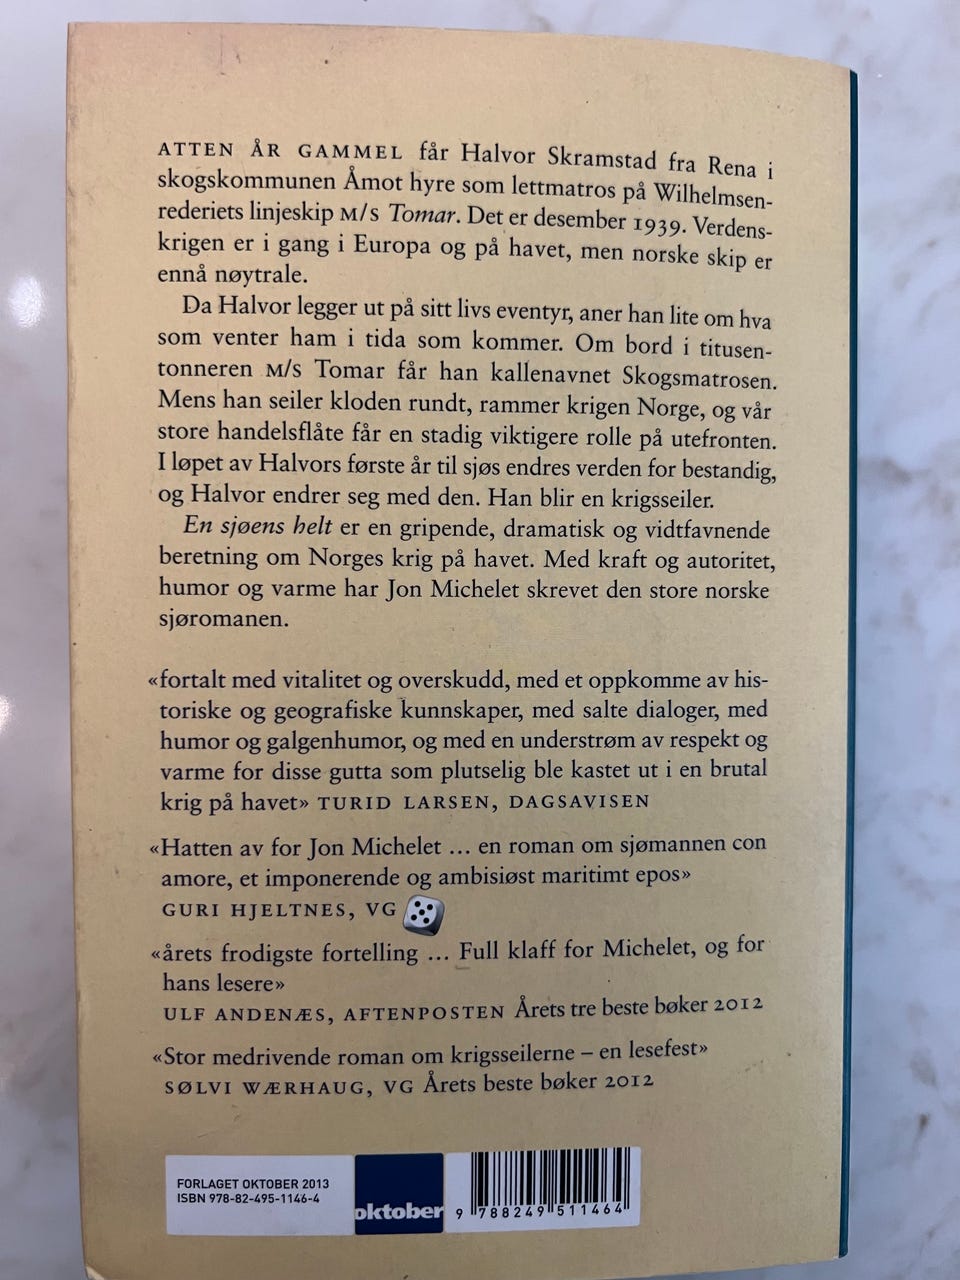 ATTEN ÅR GAMMEL får Halvor Skramstad fra Rena i
skogskommunen Åmot hyre som lettmatros på Wilhelmsen-
rederiets linjeskip M/S Tomar. Det er desember 1939. Verdens-
krigen er i gang i Europa og på havet, men norske skip er
ennå nøytrale.
Da Halvor legger ut på sitt livs eventyr, aner han lite om hva
som venter ham i tida som kommer. Om bord i titusen-
tonneren M/S Tomar får han kallenavnet Skogsmatrosen.
Mens han seiler kloden rundt, rammer krigen Norge, og vår
store handelsflåte får en stadig viktigere rolle på utefronten.
I løpet av Halvors første år til sjøs endres verden for bestandig,
og Halvor endrer seg med den. Han blir en krigsseiler.
En sjøens helt er en gripende, dramatisk og vidtfavnende
beretning om Norges krig på havet. Med kraft og autoritet,
humor og varme har Jon Michelet skrevet den store norske
sjøromanen.
«fortalt med vitalitet og overskudd, med et oppkomme av his-
toriske og geografiske kunnskaper, med salte dialoger, med
humor og galgenhumor, og med en understrøm av respekt og
varme for disse gutta som plutselig ble kastet ut i en brutal
krig på havet» TURID LARSEN, DAGSAVISEN
«Hatten av for Jon Michelet ... en roman om sjømannen con
amore, et imponerende og ambisiøst maritimt epos»
GURI HJELTNES, VG
«årets frodigste fortelling ... Full klaff for Michelet, og for
hans lesere»
ULF ANDENÆS, AFTENPOSTEN Årets tre beste bøker 2012
«Stor medrivende roman om krigsseilerne – en lesefest»
SØLVI WÆRHAUG, VG Årets beste bøker 2012
FORLAGET OKTOBER 2013
ISBN 978-82-495-1146-4
oktober
9 788249 511464